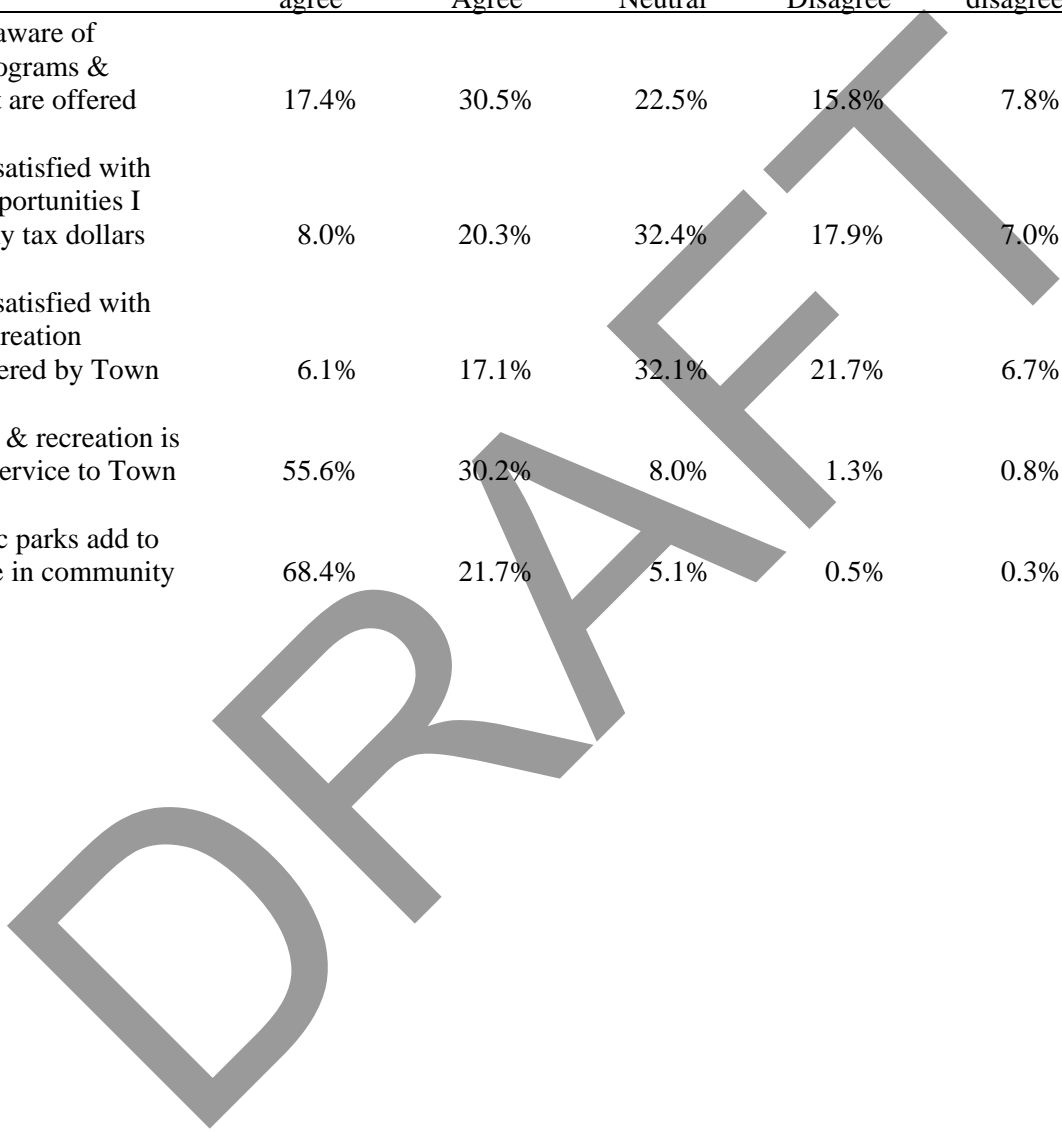 agree Agree Neutral Disagree disagree
aware of
ograms &
t are offered 17.4% 30.5% 22.5% 15.8% 7.8%
satisfied with
portunities I
y tax dollars 8.0% 20.3% 32.4% 17.9% 7.0%
satisfied with
creation
ered by Town 6.1% 17.1% 32.1% 21.7% 6.7%
& recreation is
service to Town 55.6% 30.2% 8.0% 1.3% 0.8%
c parks add to
e in community 68.4% 21.7% 5.1% 0.5% 0.3%
DRAFT